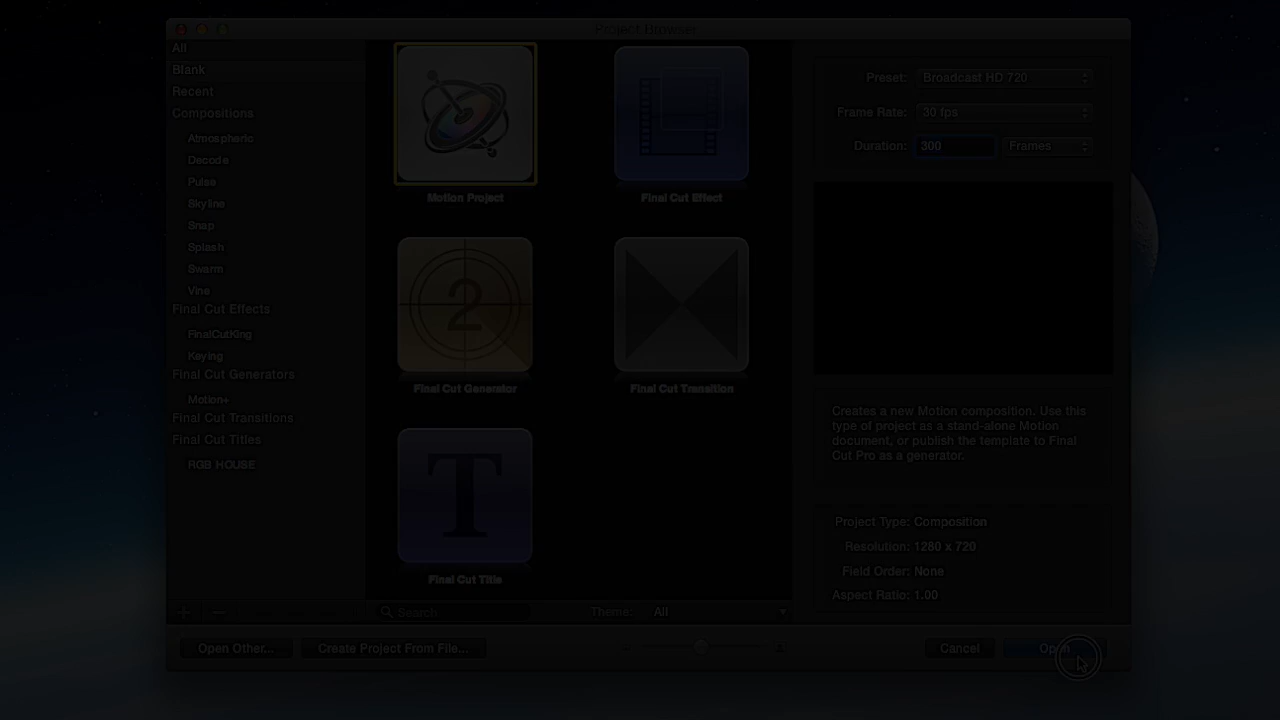 Project Browser
All
Blank
Recent
Compositions
Atmospheric
Decode
Pulse
Skyline
Snap
Splash
Swarm
Vine
Final Cut Effects
FinalCutKing
Keying
Final Cut Generators
Motion+
Final Cut Transitions
Final Cut Titles
RGB HOUSE
Motion Project
Final Cut Effect
2
Final Cut Generator
Final Cut Transition
T
Final Cut Title
Search
Theme: All
Preset: Broadcast HD 720
Frame Rate: 30 fps
Duration: 300 Frames
Creates a new Motion composition. Use this
type of project as a stand-alone Motion
document, or publish the template to Final
Cut Pro as a generator.
Project Type: Composition
Resolution: 1280 x 720
Field Order: None
Aspect Ratio: 1.00
Open Other...
Create Project From File...
Cancel
Open